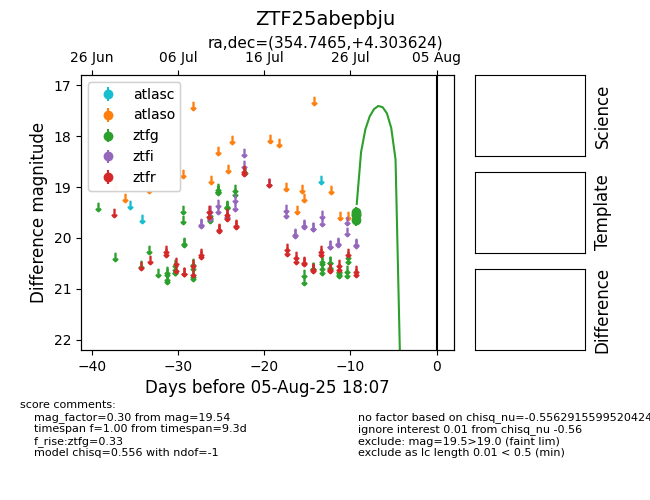 ZTF25abepbju
ra,dec=(354.7465,+4.303624)
26 Jun 06 Jul 16 Jul 26 Jul 05 Aug
17
18
19
20
21
22
Difference magnitude
atlasc
atlaso
ztfg
ztfi
ztfr
−40 −30 −20 −10 0
Days before 05-Aug-25 18:07
Science
Template
Difference
score comments:
mag_factor=0.30 from mag=19.54
timespan f=1.00 from timespan=9.3d
f_rise:ztfg=0.33
model chisq=0.556 with ndof=-1
no factor based on chisq_nu=-0.5562915599520424
ignore interest 0.01 from chisq_nu -0.56
exclude: mag=19.5>19.0 (faint lim)
exclude as lc length 0.01 < 0.5 (min)